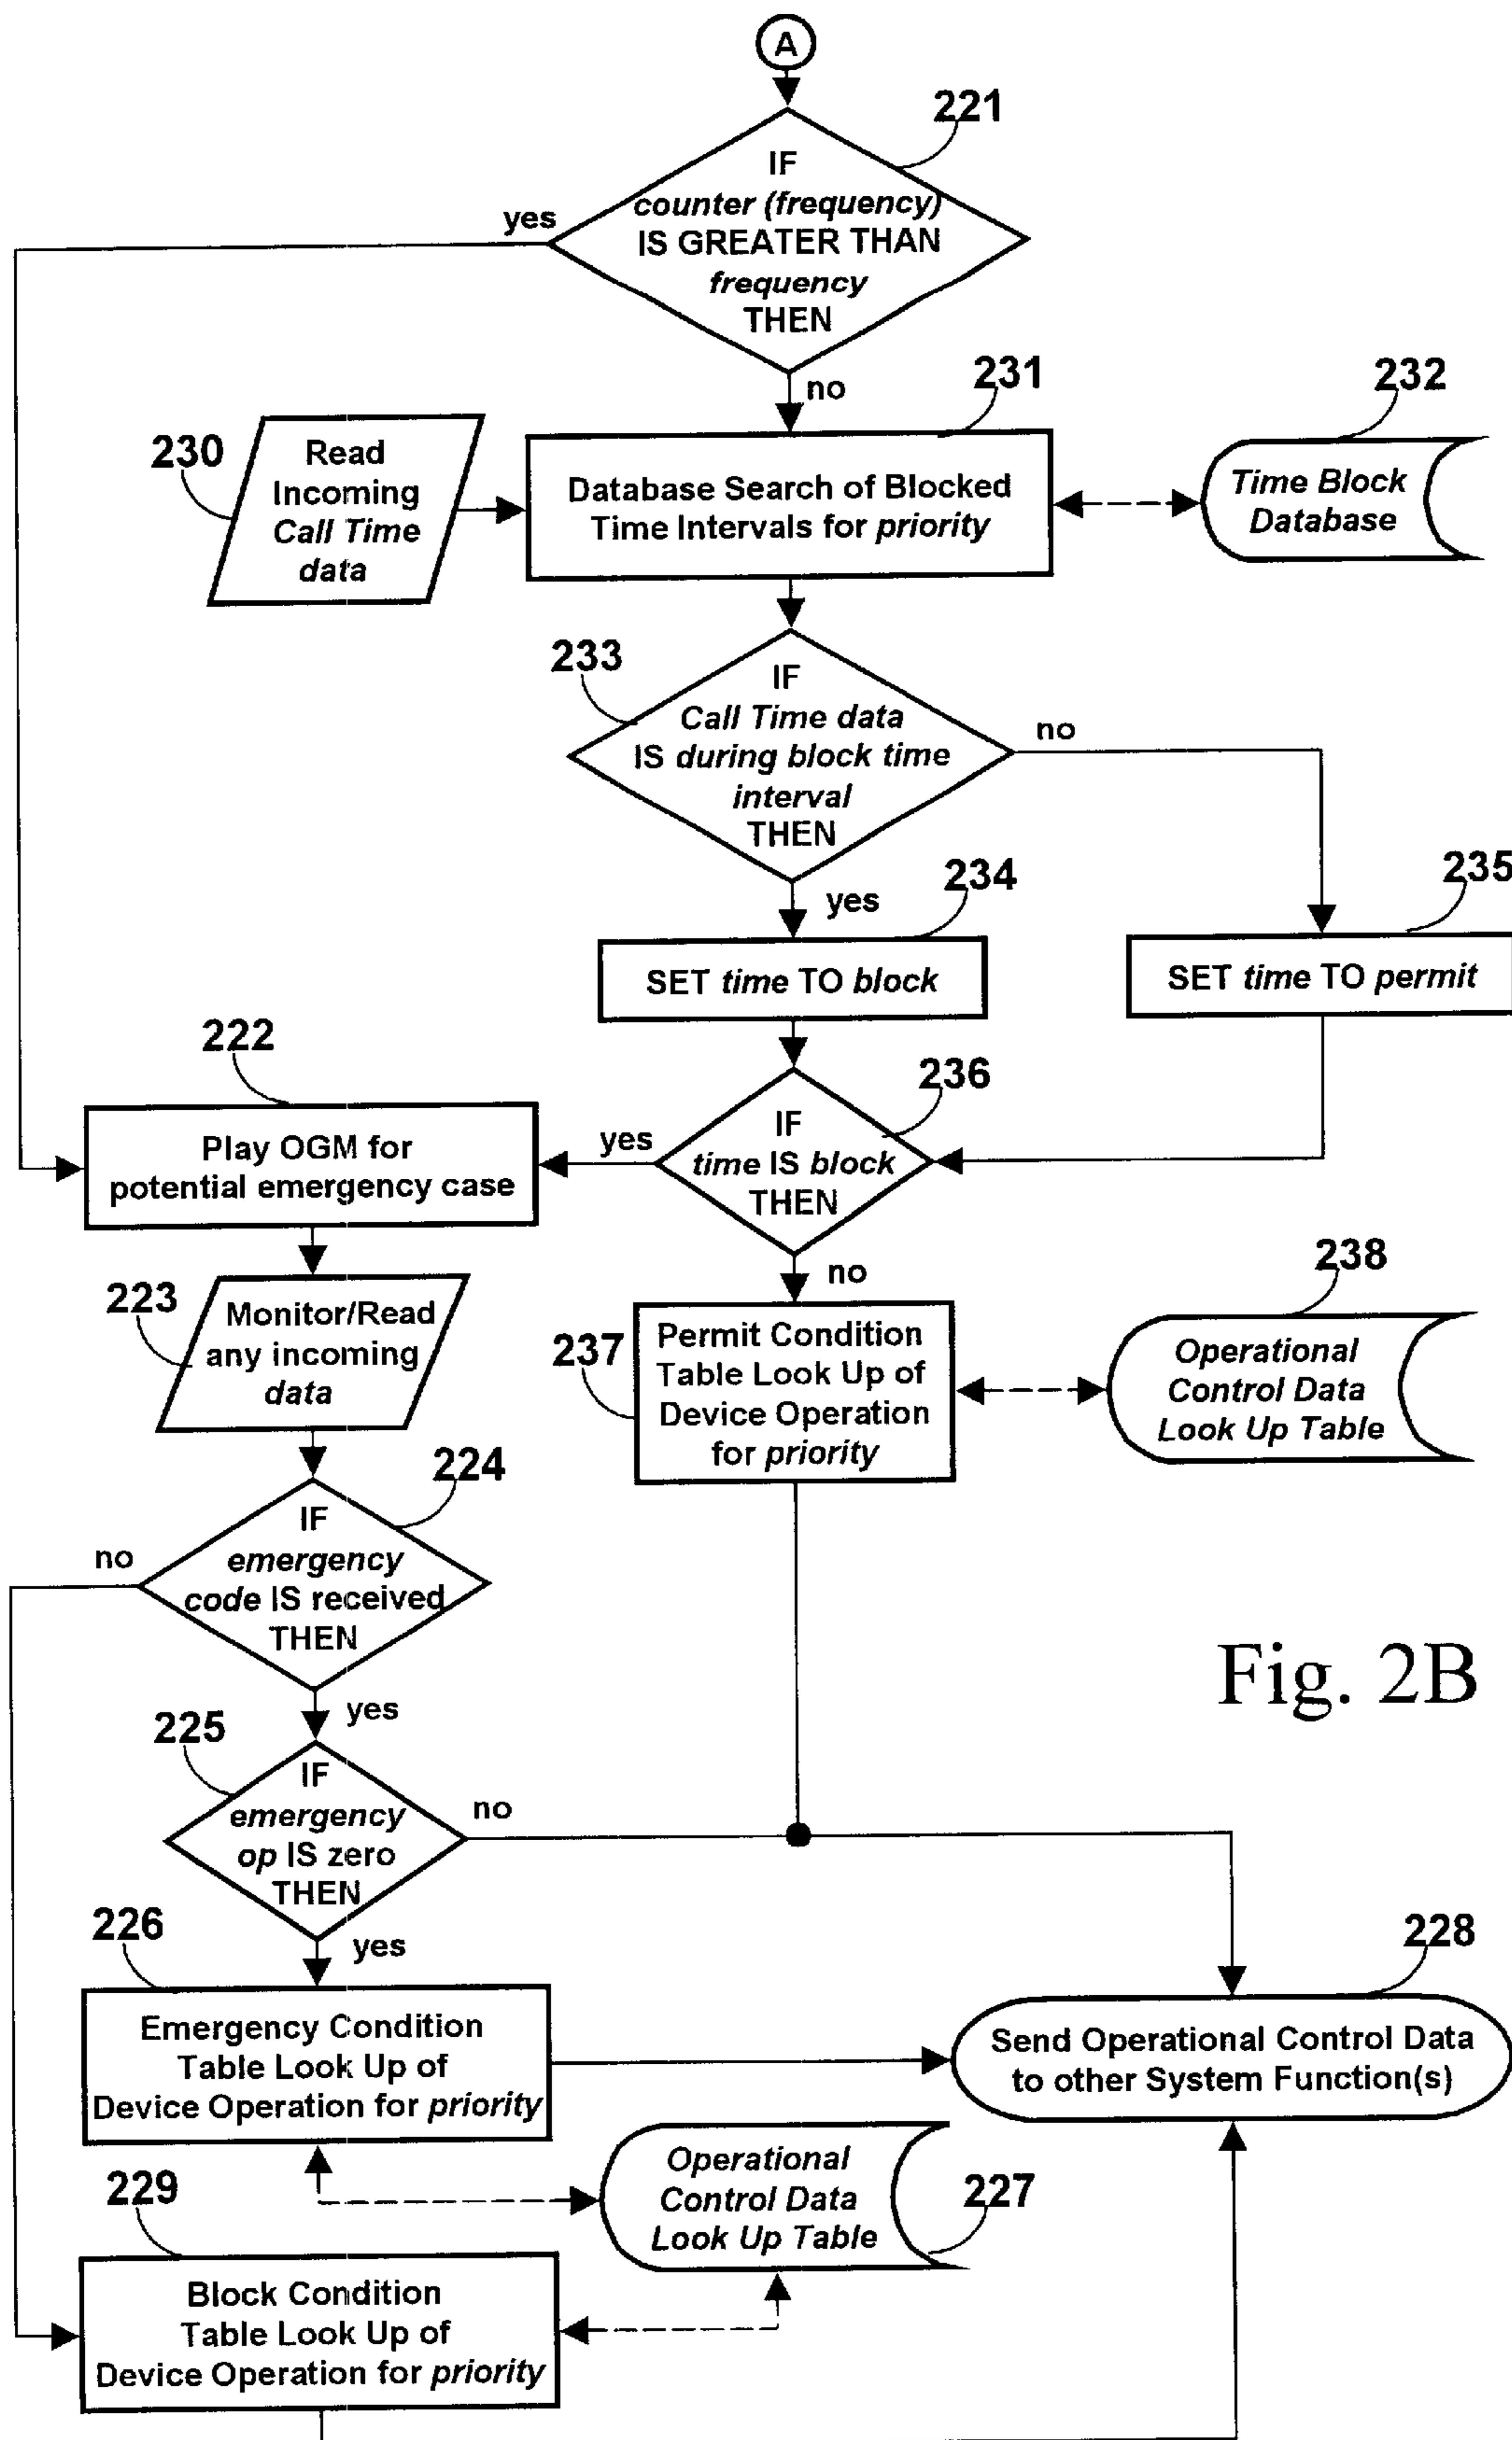 A
221
IF
counter (frequency)
IS GREATER THAN
frequency
THEN
yes
no
231
232
230
Read
Incoming
Call Time
data
Database Search of Blocked
Time Intervals for priority
Time Block
Database
233
IF
Call Time data
IS during block time
interval
THEN
no
yes
234
235
SET time TO block
SET time TO permit
222
236
Play OGM for
potential emergency case
yes
IF
time IS block
THEN
no
223
Monitor/Read
any incoming
data
237
Permit Condition
Table Look Up of
Device Operation
for priority
238
Operational
Control Data
Look Up Table
224
no
IF
emergency
code IS received
THEN
yes
Fig. 2B
225
IF
emergency
op IS zero
THEN
no
yes
226
228
Emergency Condition
Table Look Up of
Device Operation for priority
Send Operational Control Data
to other System Function(s)
229
Operational
Control Data
Look Up Table
227
Block Condition
Table Look Up of
Device Operation for priority